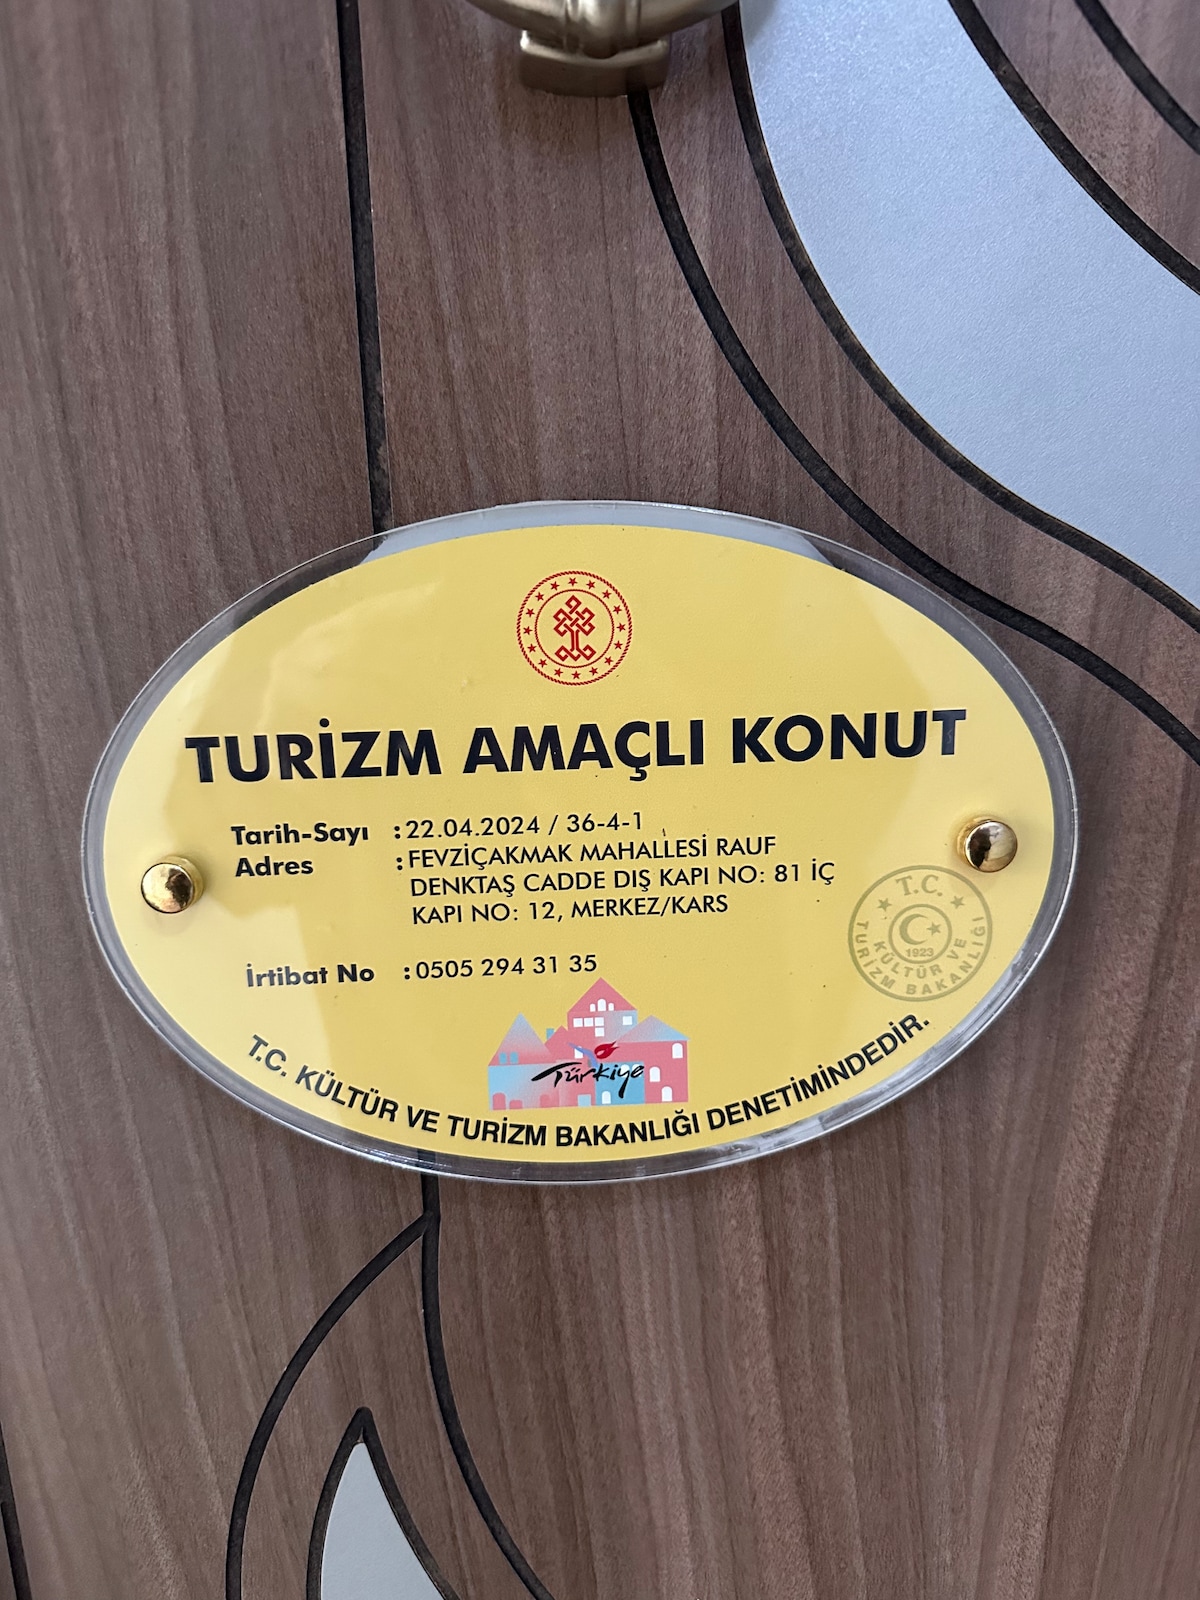 TURİZM AMAÇLI KONUT
Tarih-Sayı : 22.04.2024 / 36-4-1
Adres : FEVZİÇAKMAK MAHALLESİ RAUF
DENKTAŞ CADDE DIŞ KAPI NO: 81 İÇ
KAPI NO: 12, MERKEZ/KARS
İrtibat No : 0505 294 31 35
T.C.
KÜLTÜR VE
TURİZM BAKANLIĞI
1923
Türkiye
T.C. KÜLTÜR VE TURİZM BAKANLIĞI DENETİMİNDEDİR.